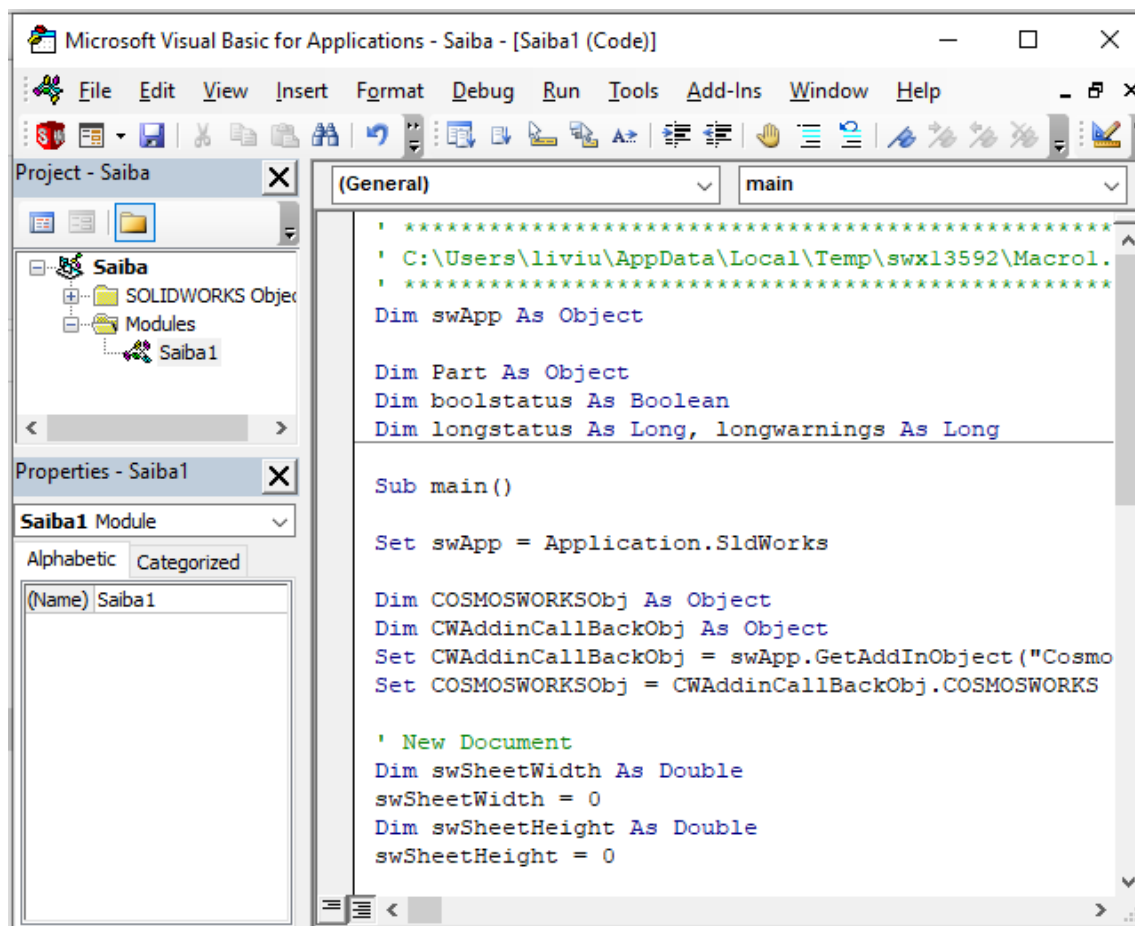 Microsoft Visual Basic for Applications - Saiba - [Saiba1 (Code)]
File Edit View Insert Format Debug Run Tools Add-Ins Window Help
Project - Saiba
Saiba
SOLIDWORKS Objec
Modules
Saiba1
Properties - Saiba1
Saiba1 Module
Alphabetic Categorized
(Name) Saiba1
(General) main
' **************************************************
' C:\Users\liviu\AppData\Local\Temp\swx13592\Macro1.
' **************************************************
Dim swApp As Object
Dim Part As Object
Dim boolstatus As Boolean
Dim longstatus As Long, longwarnings As Long
Sub main()
Set swApp = Application.SldWorks
Dim COSMOSWORKSObj As Object
Dim CWAddinCallBackObj As Object
Set CWAddinCallBackObj = swApp.GetAddInObject("Cosmo
Set COSMOSWORKSObj = CWAddinCallBackObj.COSMOSWORKS
' New Document
Dim swSheetWidth As Double
swSheetWidth = 0
Dim swSheetHeight As Double
swSheetHeight = 0